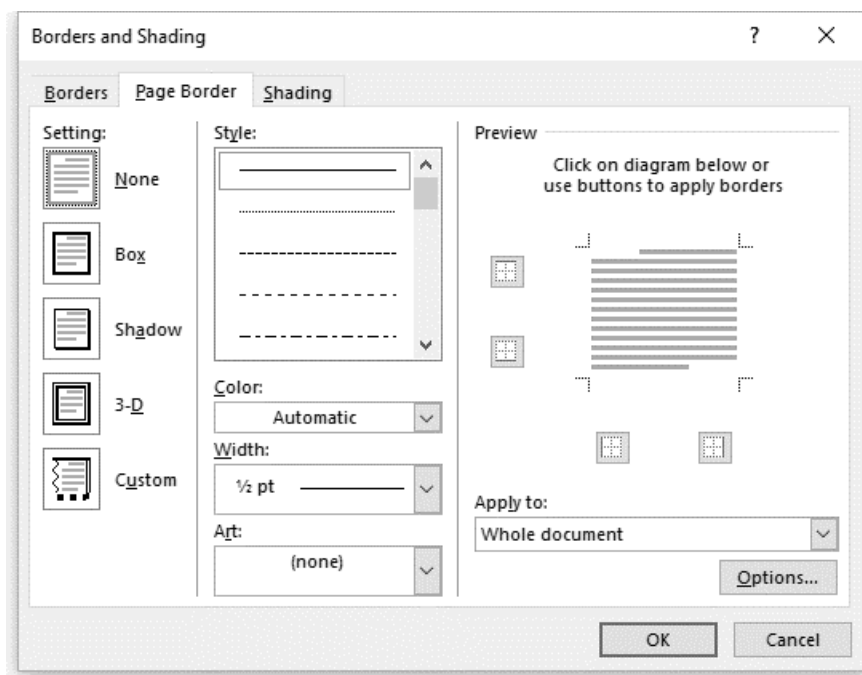 Borders and Shading
?
Borders
Page Border
Shading
Setting:
None
Box
Shadow
3-D
Custom
Style:
Color:
Automatic
Width:
½ pt
Art:
(none)
Preview
Click on diagram below or
use buttons to apply borders
Apply to:
Whole document
Options...
OK
Cancel